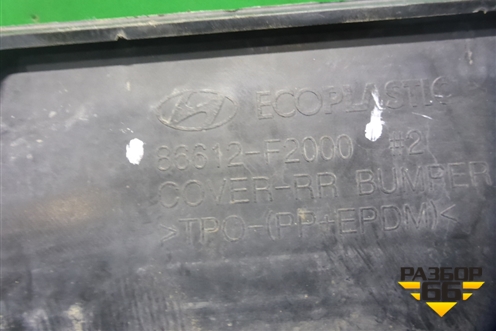 ECOPLASTIC
86612-F2000 #2
COVER-RR BUMPER
>TPO-(PP+EPDM)<
РАЗБОР
66